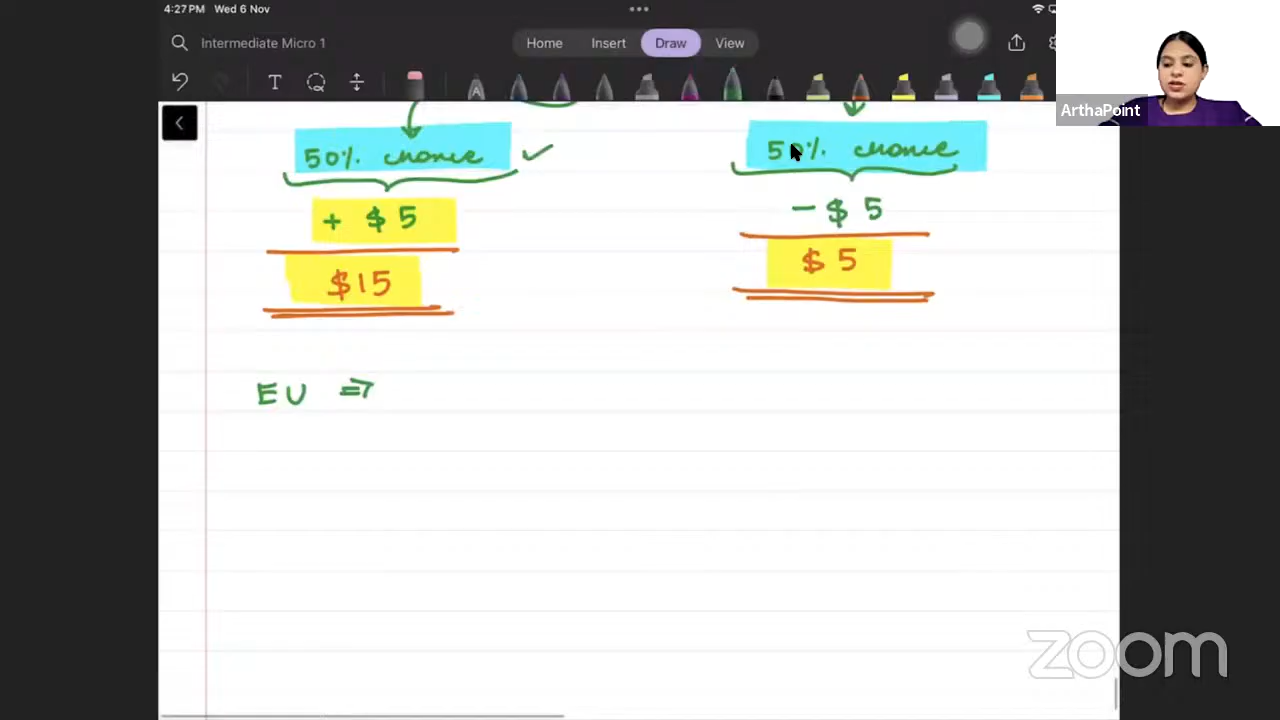 4:27 PM Wed 6 Nov
Intermediate Micro 1
Home Insert Draw View
T
A
ArthaPoint
50% chance ✓
50% chance
+ $ 5
- $ 5
$15
$ 5
EU ⇒
zoom